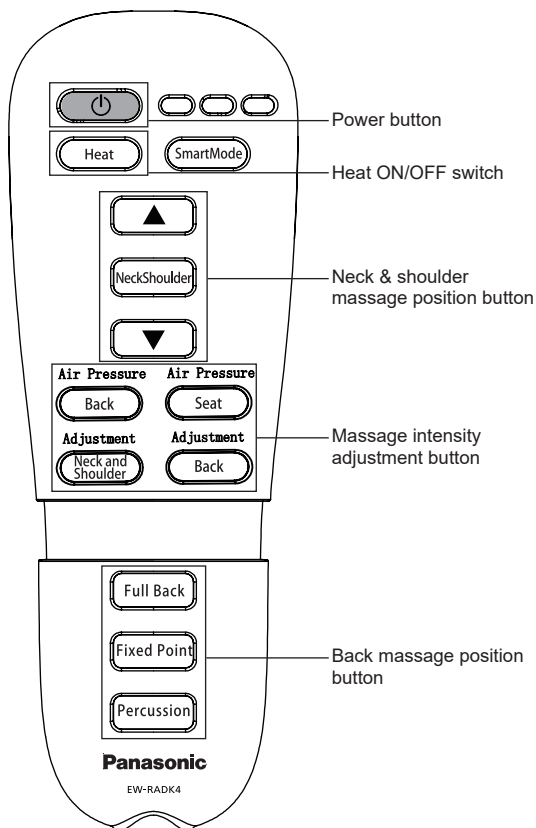 Power button
Heat
SmartMode
Heat ON/OFF switch
NeckShoulder
Neck & shoulder
massage position button
Air Pressure
Air Pressure
Back
Seat
Adjustment
Adjustment
Neck and
Shoulder
Back
Massage intensity
adjustment button
Full Back
Fixed Point
Percussion
Back massage position
button
Panasonic
EW-RADK4